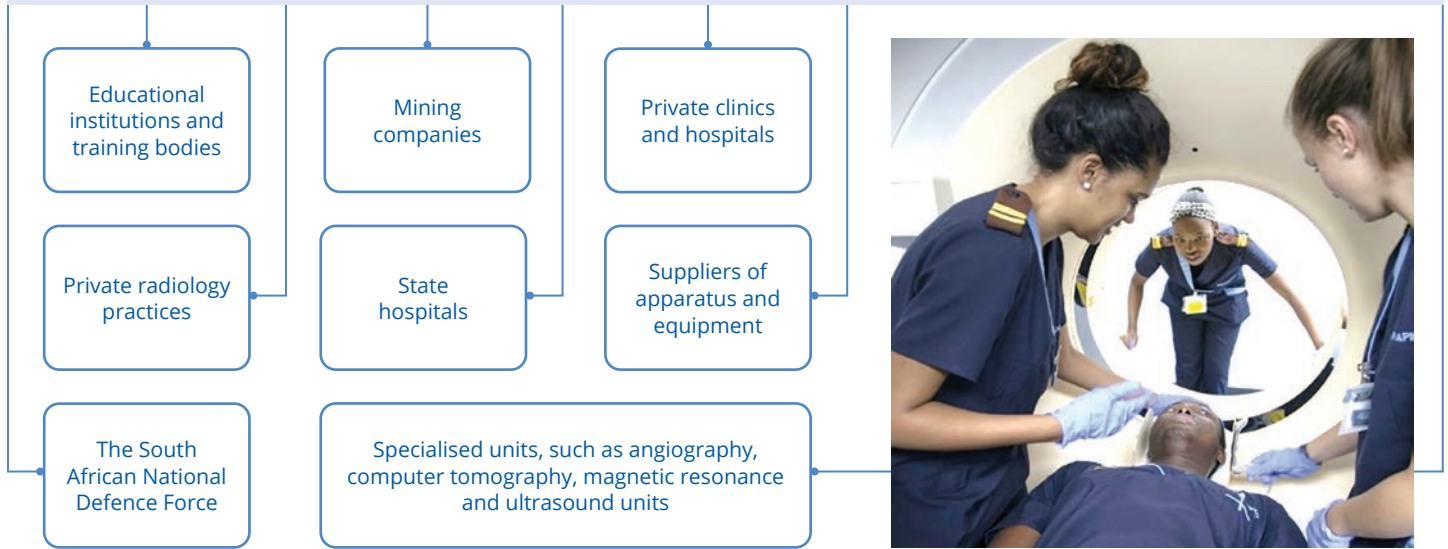 Educational
institutions and
training bodies
Mining
companies
Private clinics
and hospitals
Private radiology
practices
State
hospitals
Suppliers of
apparatus and
equipment
The South
African National
Defence Force
Specialised units, such as angiography,
computer tomography, magnetic resonance
and ultrasound units